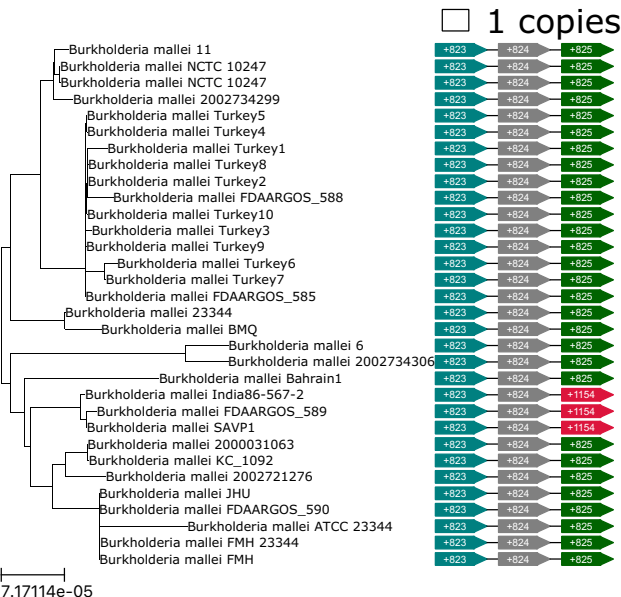 1 copies
Burkholderia mallei 11 +823 +824 +825
Burkholderia mallei NCTC 10247 +823 +824 +825
Burkholderia mallei NCTC 10247 +823 +824 +825
Burkholderia mallei 2002734299 +823 +824 +825
Burkholderia mallei Turkey5 +823 +824 +825
Burkholderia mallei Turkey4 +823 +824 +825
Burkholderia mallei Turkey1 +823 +824 +825
Burkholderia mallei Turkey8 +823 +824 +825
Burkholderia mallei Turkey2 +823 +824 +825
Burkholderia mallei FDAARGOS_588 +823 +824 +825
Burkholderia mallei Turkey10 +823 +824 +825
Burkholderia mallei Turkey3 +823 +824 +825
Burkholderia mallei Turkey9 +823 +824 +825
Burkholderia mallei Turkey6 +823 +824 +825
Burkholderia mallei Turkey7 +823 +824 +825
Burkholderia mallei FDAARGOS_585 +823 +824 +825
Burkholderia mallei 23344 +823 +824 +825
Burkholderia mallei BMQ +823 +824 +825
Burkholderia mallei 6 +823 +824 +825
Burkholderia mallei 2002734306 +823 +824 +825
Burkholderia mallei Bahrain1 +823 +824 +825
Burkholderia mallei India86-567-2 +823 +824 +1154
Burkholderia mallei FDAARGOS_589 +823 +824 +1154
Burkholderia mallei SAVP1 +823 +824 +1154
Burkholderia mallei 2000031063 +823 +824 +825
Burkholderia mallei KC_1092 +823 +824 +825
Burkholderia mallei 2002721276 +823 +824 +825
Burkholderia mallei JHU +823 +824 +825
Burkholderia mallei FDAARGOS_590 +823 +824 +825
Burkholderia mallei ATCC 23344 +823 +824 +825
Burkholderia mallei FMH 23344 +823 +824 +825
Burkholderia mallei FMH +823 +824 +825
7.17114e-05